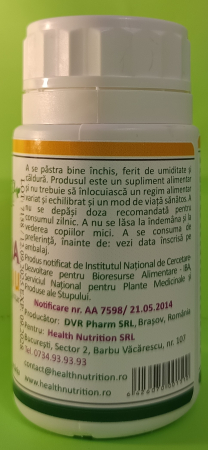 A se păstra bine închis, ferit de umiditate și
căldură. Produsul este un supliment alimentar
și nu trebuie să înlocuiască un regim alimentar
variat și echilibrat și un mod de viață sănătos. A
nu se depăși doza recomandată pentru
consumul zilnic. A nu se lăsa la îndemâna și la
vederea copiilor mici. A se consuma de
preferință, înainte de: vezi data înscrisă pe
ambalaj.
Produs notificat de Institutul Național de Cercetare-
Dezvoltare pentru Bioresurse Alimentare - IBA,
Serviciul Național pentru Plante Medicinale și
Produse ale Stupului.
Notificare nr. AA 7598/ 21.05.2014
Producător: DVR Pharm SRL, Brașov, România
Pentru: Health Nutrition SRL
București, Sector 2, Barbu Văcărescu, nr. 107
Tel. 0734.93.93.93
contact@healthnutrition.ro
www.healthnutrition.ro